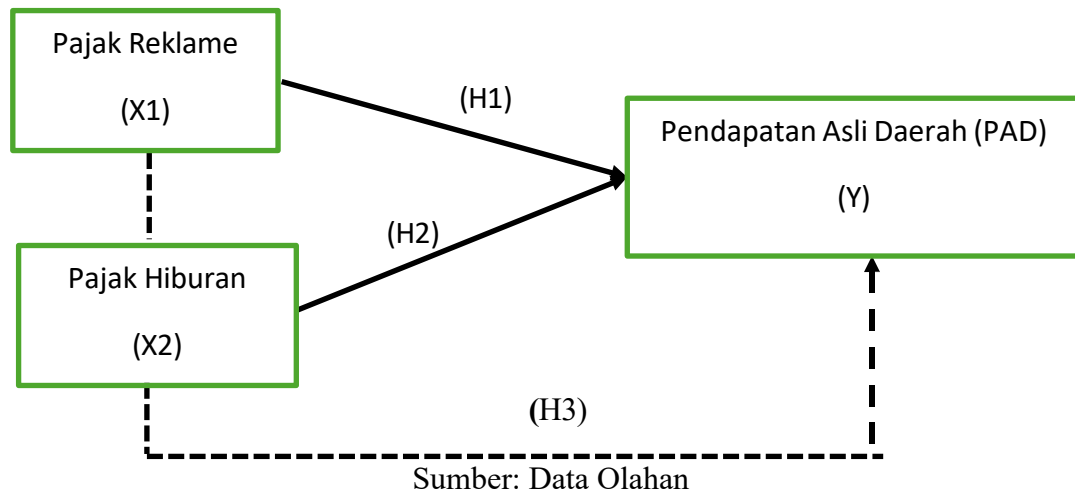 Pajak Reklame
(X1)
(H1)
Pendapatan Asli Daerah (PAD)
(Y)
(H2)
Pajak Hiburan
(X2)
(H3)
Sumber: Data Olahan